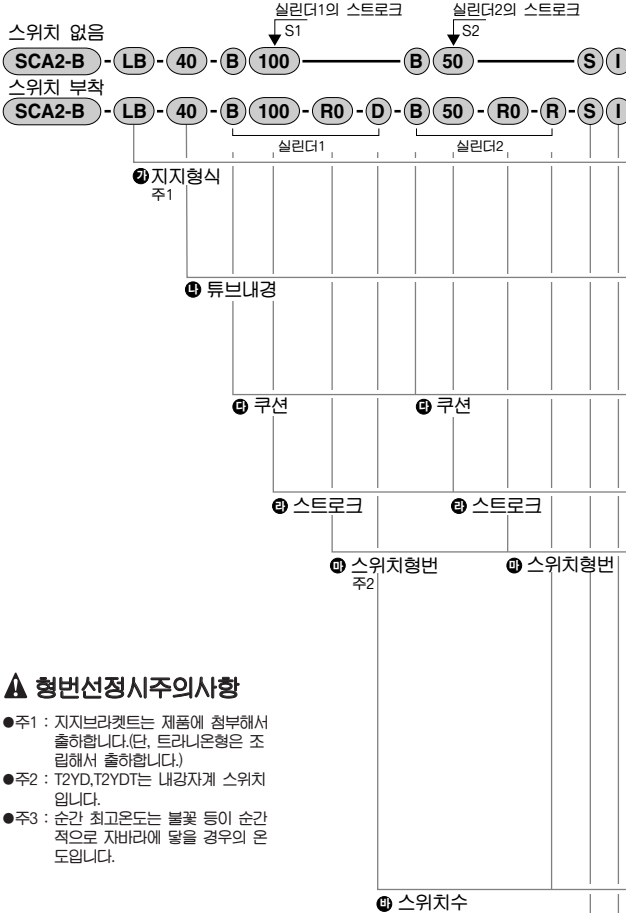 실린더1의 스트로크 실린더2의 스트로크
스위치 없음 S1 S2
SCA2-B - LB - 40 - B 100 B 50 - S I
스위치 부착
SCA2-B - LB - 40 - B 100 - R0 - D - B 50 - R0 - R - S I
실린더1 실린더2
가 지지형식
주1
나 튜브내경
다 쿠션 다 쿠션
라 스트로크 라 스트로크
마 스위치형번 마 스위치형번
주2
형번선정시주의사항
●주1 : 지지브라켓트는 제품에 첨부해서
출하합니다.(단, 트라니온형은 조
립해서 출하합니다.)
●주2 : T2YD,T2YDT는 내강자계 스위치
입니다.
●주3 : 순간 최고온도는 불꽃 등이 순간
적으로 자바라에 닿을 경우의 온
도입니다.
바 스위치수